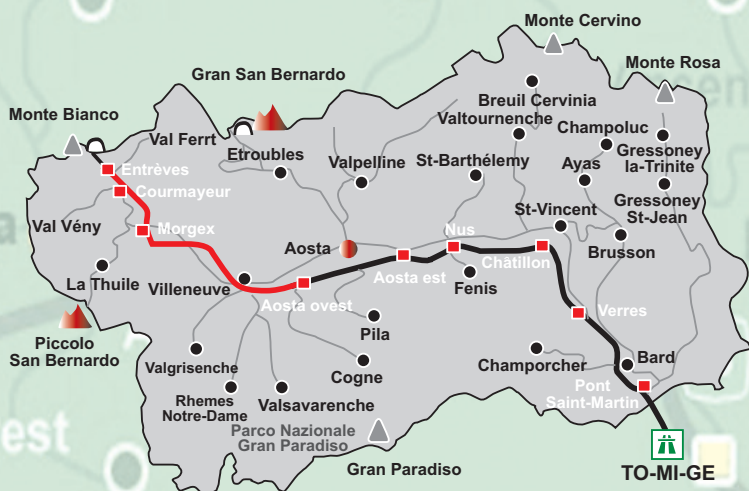 Monte Cervino
Monte Rosa
Gran San Bernardo
Monte Bianco
Val Ferrt
Etroubles
Valpelline
St-Barthélemy
Breuil Cervinia
Valtournenche
Champoluc
Ayas
Gressoney
la-Trinite
Gressoney
St-Jean
Entrèves
Courmayeur
Val Vény
Morgex
Aosta
Nus
St-Vincent
Châtillon
Brusson
La Thuile
Villeneuve
Aosta est
Fenis
Aosta ovest
Verres
Piccolo
San Bernardo
Pila
Valgrisenche
Cogne
Champorcher
Bard
Rhemes
Notre-Dame
Valsavarenche
Pont
Saint-Martin
Parco Nazionale
Gran Paradiso
Gran Paradiso
TO-MI-GE
est